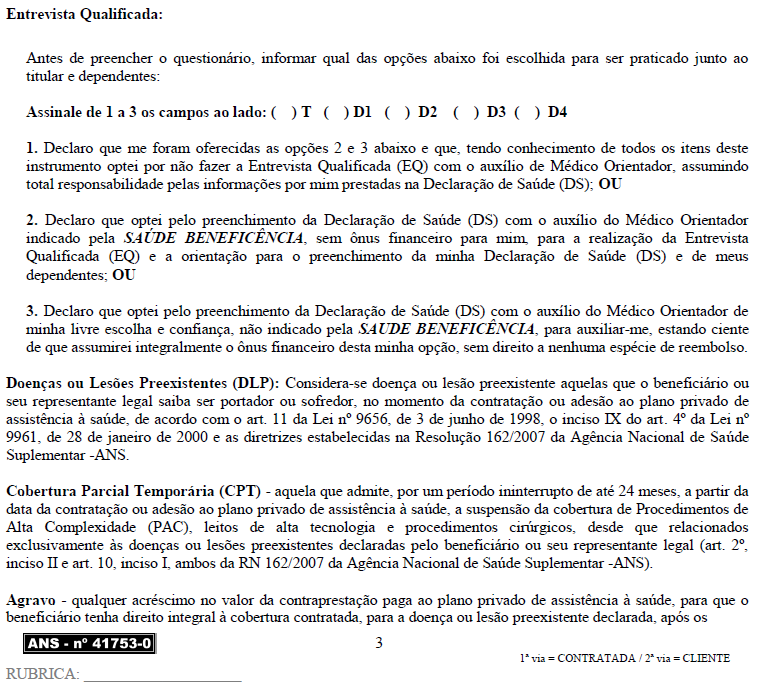 Entrevista Qualificada:
Antes de preencher o questionário, informar qual das opções abaixo foi escolhida para ser praticado junto ao
titular e dependentes:
Assinale de 1 a 3 os campos ao lado: (    ) T   (    ) D1   (    )  D2    (    )  D3  (    )  D4
1. Declaro que me foram oferecidas as opções 2 e 3 abaixo e que, tendo conhecimento de todos os itens deste
instrumento optei por não fazer a Entrevista Qualificada (EQ) com o auxílio de Médico Orientador, assumindo
total responsabilidade pelas informações por mim prestadas na Declaração de Saúde (DS); OU
2. Declaro que optei pelo preenchimento da Declaração de Saúde (DS) com o auxílio do Médico Orientador
indicado pela SAÚDE BENEFICÊNCIA, sem ônus financeiro para mim, para a realização da Entrevista
Qualificada (EQ) e a orientação para o preenchimento da minha Declaração de Saúde (DS) e de meus
dependentes; OU
3. Declaro que optei pelo preenchimento da Declaração de Saúde (DS) com o auxílio do Médico Orientador de
minha livre escolha e confiança, não indicado pela SAUDE BENEFICÊNCIA, para auxiliar-me, estando ciente
de que assumirei integralmente o ônus financeiro desta minha opção, sem direito a nenhuma espécie de reembolso.
Doenças ou Lesões Preexistentes (DLP): Considera-se doença ou lesão preexistente aquelas que o beneficiário ou
seu representante legal saiba ser portador ou sofredor, no momento da contratação ou adesão ao plano privado de
assistência à saúde, de acordo com o art. 11 da Lei nº 9656, de 3 de junho de 1998, o inciso IX do art. 4º da Lei nº
9961, de 28 de janeiro de 2000 e as diretrizes estabelecidas na Resolução 162/2007 da Agência Nacional de Saúde
Suplementar -ANS.
Cobertura Parcial Temporária (CPT) - aquela que admite, por um período ininterrupto de até 24 meses, a partir da
data da contratação ou adesão ao plano privado de assistência à saúde, a suspensão da cobertura de Procedimentos de
Alta Complexidade (PAC), leitos de alta tecnologia e procedimentos cirúrgicos, desde que relacionados
exclusivamente às doenças ou lesões preexistentes declaradas pelo beneficiário ou seu representante legal (art. 2º,
inciso II e art. 10, inciso I, ambos da RN 162/2007 da Agência Nacional de Saúde Suplementar -ANS).
Agravo - qualquer acréscimo no valor da contraprestação paga ao plano privado de assistência à saúde, para que o
beneficiário tenha direito integral à cobertura contratada, para a doença ou lesão preexistente declarada, após os
ANS - nº 41753-0
3
1ª via = CONTRATADA / 2ª via = CLIENTE
RUBRICA: ____________________